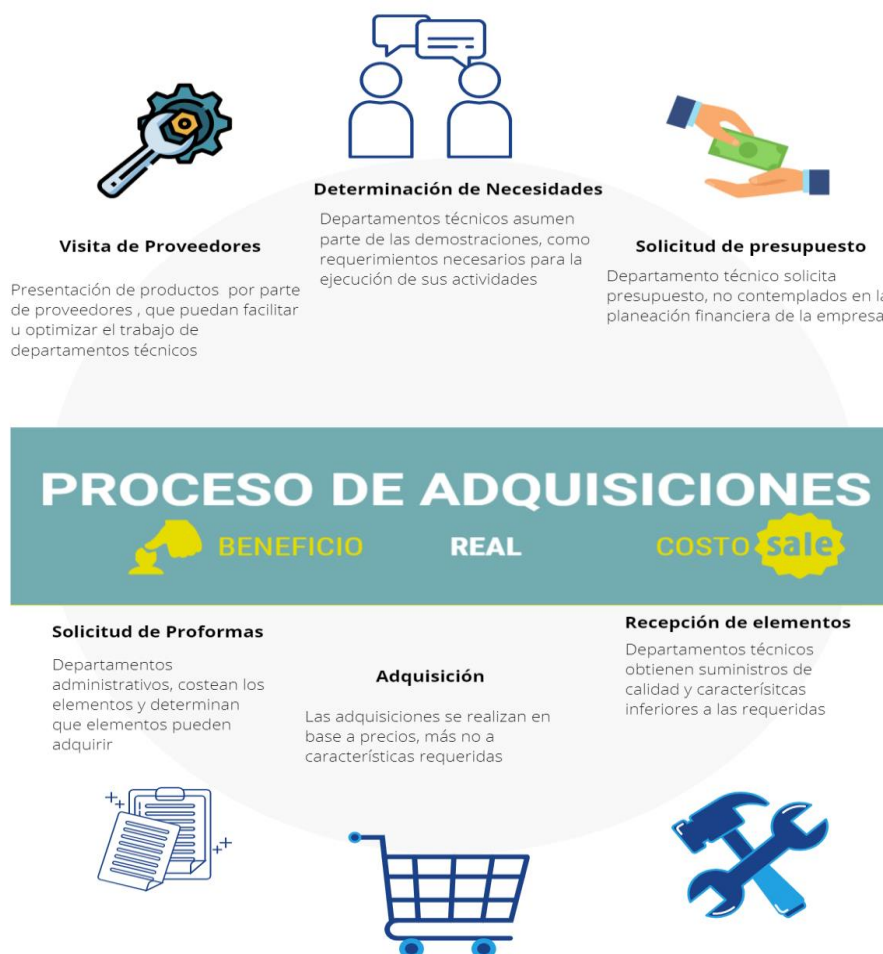 Determinación de Necesidades
Departamentos técnicos asumen
parte de las demostraciones, como
requerimientos necesarios para la
ejecución de sus actividades
Visita de Proveedores
Presentación de productos por parte
de proveedores , que puedan facilitar
u optimizar el trabajo de
departamentos técnicos
Solicitud de presupuesto
Departamento técnico solicita
presupuesto, no contemplados en la
planeación financiera de la empresa
PROCESO DE ADQUISICIONES
BENEFICIO REAL COSTO sale
Solicitud de Proformas
Departamentos
administrativos, costean los
elementos y determinan
que elementos pueden
adquirir
Adquisición
Las adquisiciones se realizan en
base a precios, más no a
características requeridas
Recepción de elementos
Departamentos técnicos
obtienen suministros de
calidad y caracterísitcas
inferiores a las requeridas